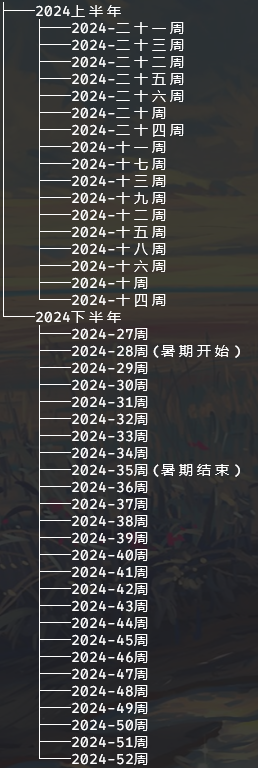 2024上半年
2024-二十一周
2024-二十三周
2024-二十二周
2024-二十五周
2024-二十六周
2024-二十周
2024-二十四周
2024-十一周
2024-十七周
2024-十三周
2024-十九周
2024-十二周
2024-十五周
2024-十八周
2024-十六周
2024-十周
2024-十四周
2024下半年
2024-27周
2024-28周(暑期开始)
2024-29周
2024-30周
2024-31周
2024-32周
2024-33周
2024-34周
2024-35周(暑期结束)
2024-36周
2024-37周
2024-38周
2024-39周
2024-40周
2024-41周
2024-42周
2024-43周
2024-44周
2024-45周
2024-46周
2024-47周
2024-48周
2024-49周
2024-50周
2024-51周
2024-52周